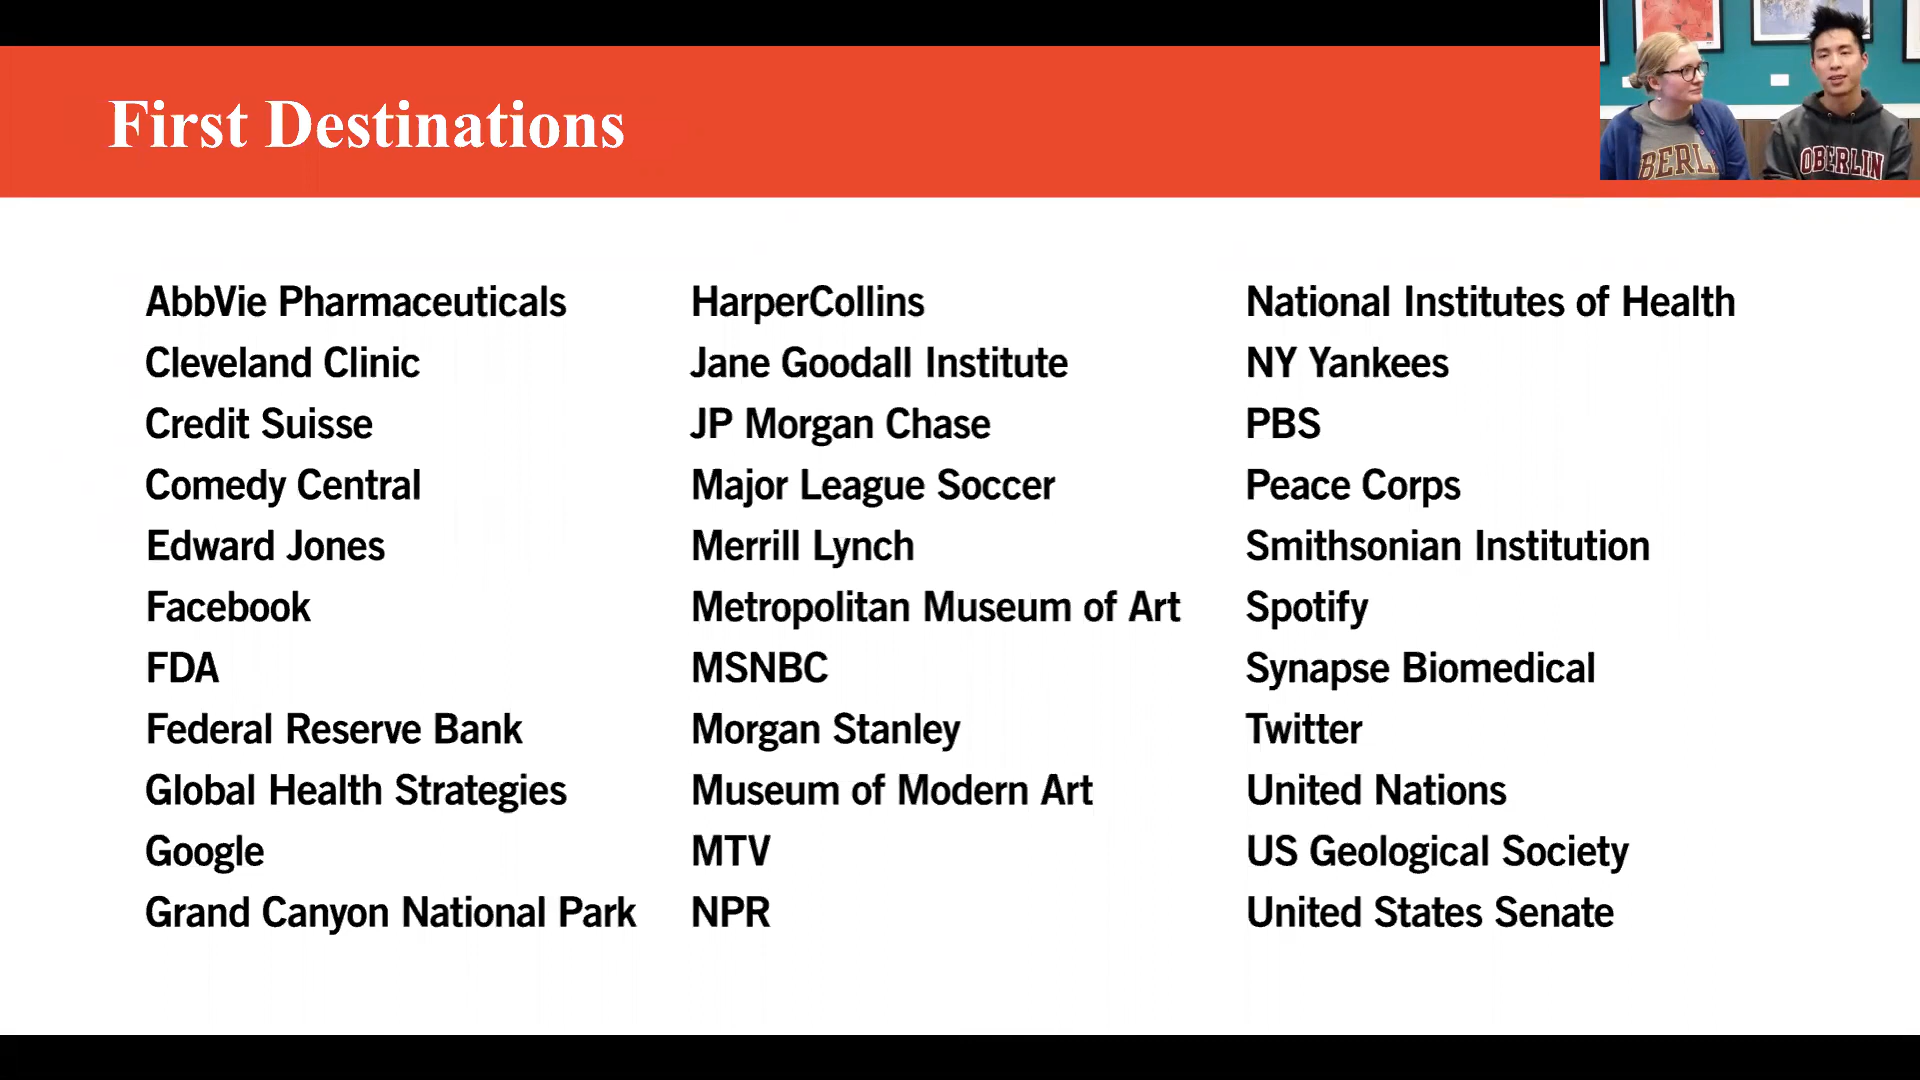 First Destinations
AbbVie Pharmaceuticals
Cleveland Clinic
Credit Suisse
Comedy Central
Edward Jones
Facebook
FDA
Federal Reserve Bank
Global Health Strategies
Google
Grand Canyon National Park
HarperCollins
Jane Goodall Institute
JP Morgan Chase
Major League Soccer
Merrill Lynch
Metropolitan Museum of Art
MSNBC
Morgan Stanley
Museum of Modern Art
MTV
NPR
National Institutes of Health
NY Yankees
PBS
Peace Corps
Smithsonian Institution
Spotify
Synapse Biomedical
Twitter
United Nations
US Geological Society
United States Senate
BERL
OBERLIN